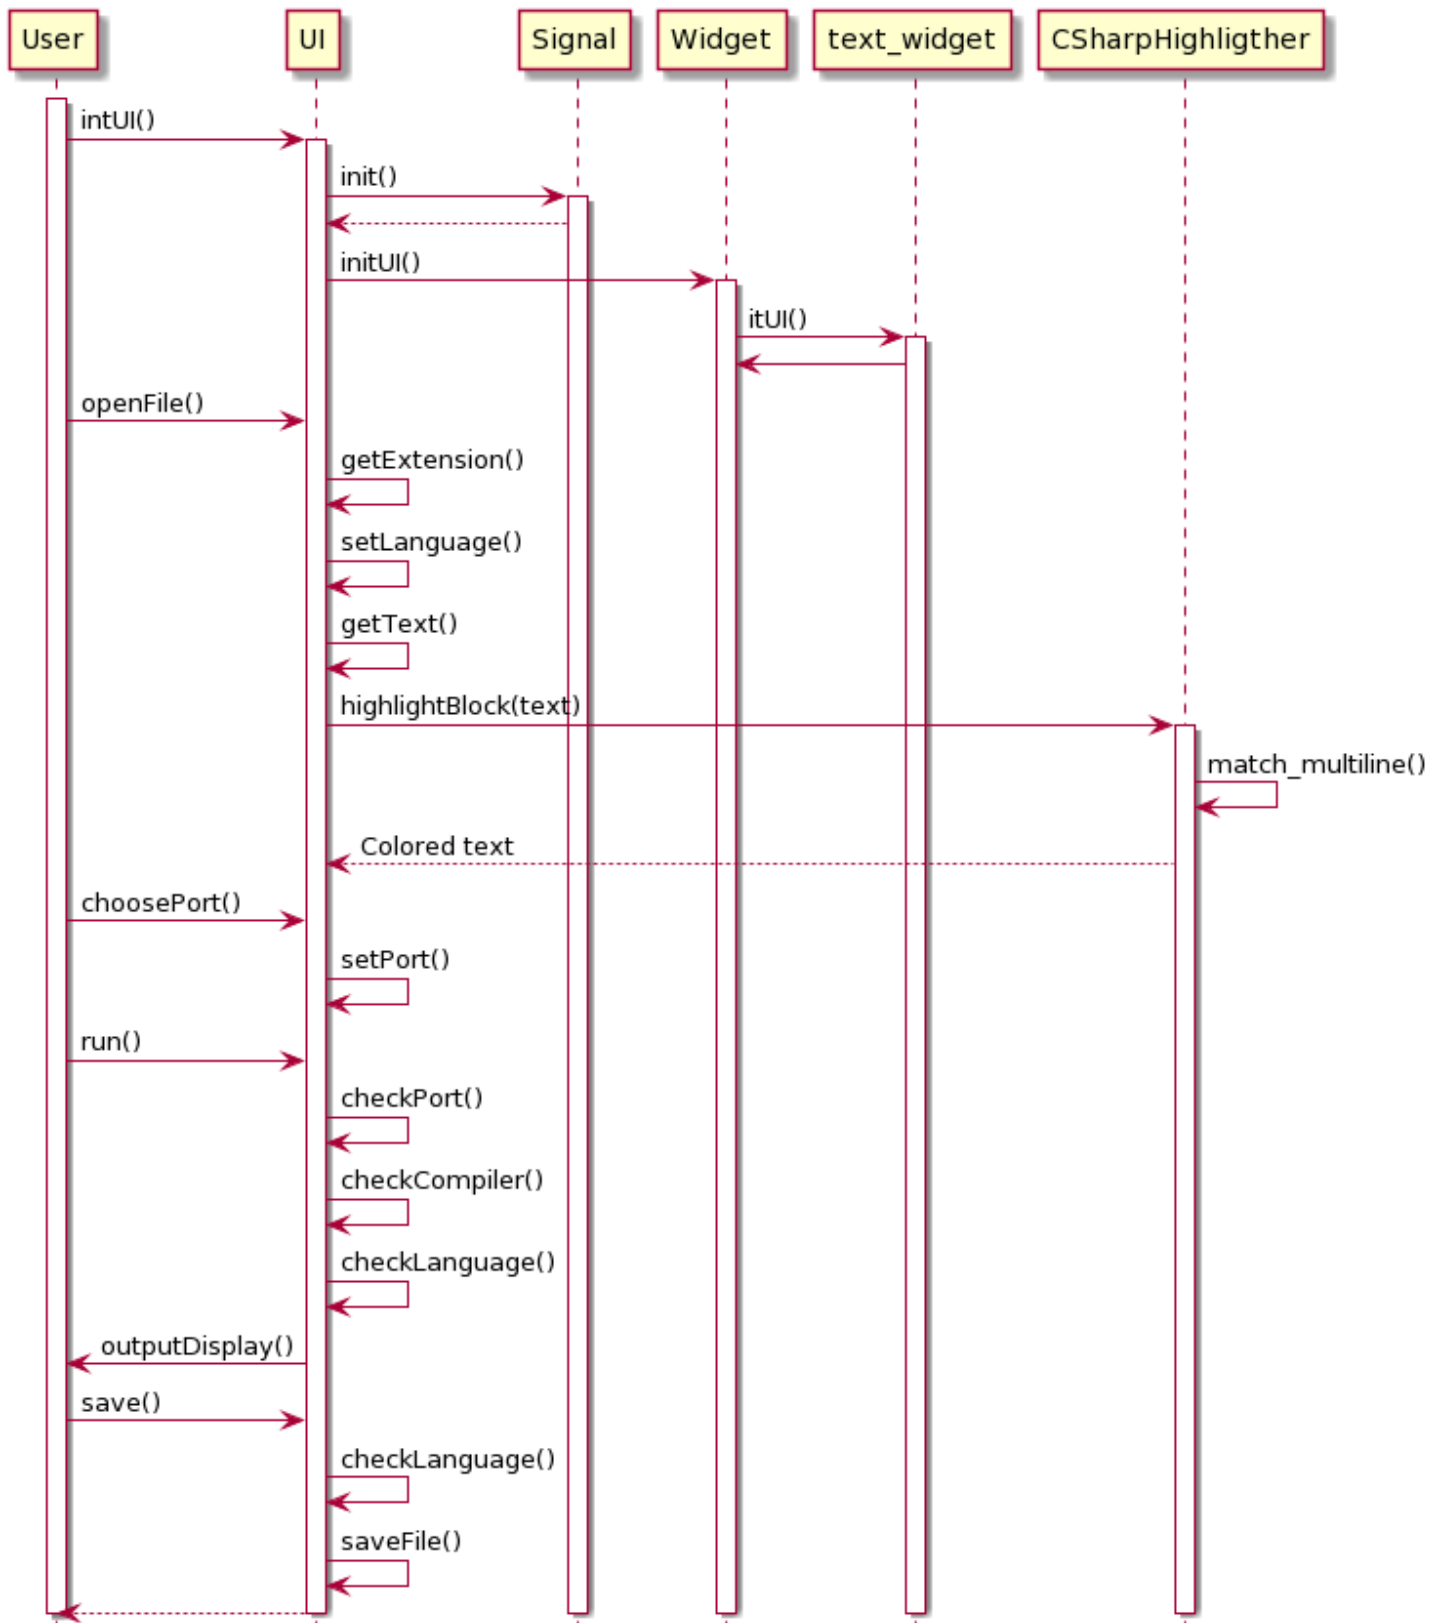 User
UI
Signal
Widget
text_widget
CSharpHighligther
intUI()
init()
initUI()
itUI()
openFile()
getExtension()
setLanguage()
getText()
highlightBlock(text)
match_multiline()
Colored text
choosePort()
setPort()
run()
checkPort()
checkCompiler()
checkLanguage()
outputDisplay()
save()
checkLanguage()
saveFile()